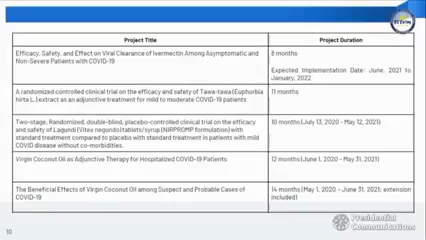 Project Title
Project Duration
Efficacy, Safety, and Effect on Viral Clearance of Ivermectin Among Asymptomatic and
Non-Severe Patients with COVID-19
8 months
Expected Implementation Date: June, 2021 to
January, 2022
A randomized controlled clinical trial on the efficacy and safety of Tawa-tawa (Euphorbia
hirta L.) extract as an adjunctive treatment for mild to moderate COVID-19 patients
11 months
Two-stage, Randomized, double-blind, placebo-controlled clinical trial on the efficacy
and safety of Lagundi (Vitex negundo) tablets/syrup (NIRPROMP formulation) with
standard treatment compared to placebo with standard treatment in patients with mild
COVID disease without co-morbidities.
10 months (July 13, 2020 - May 12, 2021)
Virgin Coconut Oil as Adjunctive Therapy for Hospitalized COVID-19 Patients
12 months (June 1, 2020 - May 31, 2021)
The Beneficial Effects of Virgin Coconut Oil among Suspect and Probable Cases of
COVID-19
14 months (May 1, 2020 - June 31, 2021; extension
included)
10
Presidential
Communications